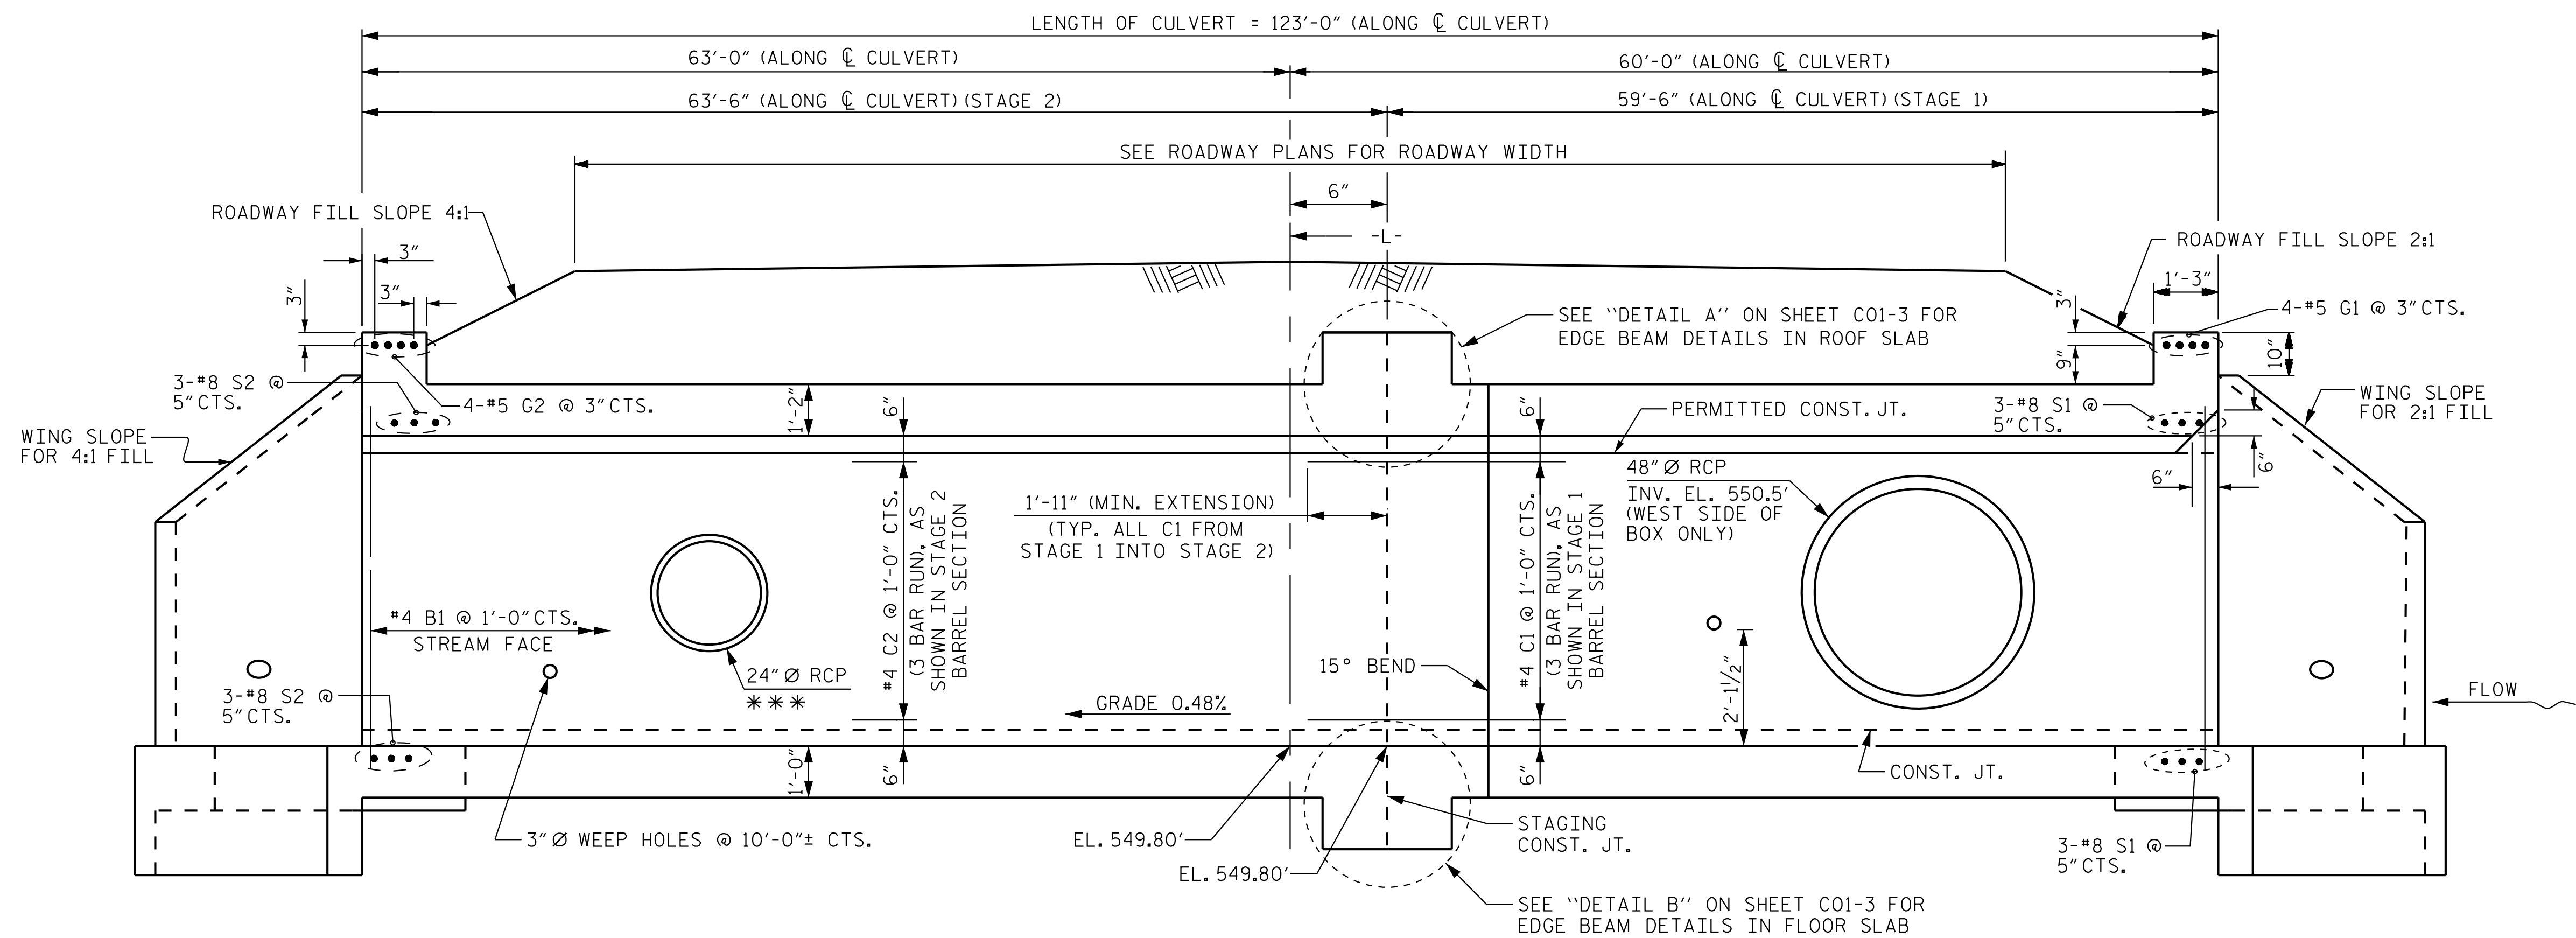 LENGTH OF CULVERT = 123'-0" (ALONG ℄ CULVERT)
63'-0" (ALONG ℄ CULVERT)
60'-0" (ALONG ℄ CULVERT)
63'-6" (ALONG ℄ CULVERT) (STAGE 2)
59'-6" (ALONG ℄ CULVERT) (STAGE 1)
SEE ROADWAY PLANS FOR ROADWAY WIDTH
6"
-L-
ROADWAY FILL SLOPE 4:1
3"
3"
3"
ROADWAY FILL SLOPE 2:1
1'-3"
3"
9"
10"
4-#5 G1 @ 3" CTS.
SEE "DETAIL A" ON SHEET C01-3 FOR
EDGE BEAM DETAILS IN ROOF SLAB
3-#8 S2 @
5" CTS.
4-#5 G2 @ 3" CTS.
1'-2"
6"
6"
PERMITTED CONST. JT.
3-#8 S1 @
5" CTS.
WING SLOPE
FOR 2:1 FILL
WING SLOPE
FOR 4:1 FILL
6"
6"
48" Ø RCP
INV. EL. 550.5'
(WEST SIDE OF
BOX ONLY)
1'-11" (MIN. EXTENSION)
(TYP. ALL C1 FROM
STAGE 1 INTO STAGE 2)
#4 C2 @ 1'-0" CTS.
(3 BAR RUN), AS
SHOWN IN STAGE 2
BARREL SECTION
#4 C1 @ 1'-0" CTS.
(3 BAR RUN), AS
SHOWN IN STAGE 1
BARREL SECTION
#4 B1 @ 1'-0" CTS.
STREAM FACE
24" Ø RCP
***
15° BEND
2'-1½"
3-#8 S2 @
5" CTS.
GRADE 0.48%
FLOW
1'-0"
6"
6"
CONST. JT.
3" Ø WEEP HOLES @ 10'-0"± CTS.
EL. 549.80'
EL. 549.80'
STAGING
CONST. JT.
3-#8 S1 @
5" CTS.
SEE "DETAIL B" ON SHEET C01-3 FOR
EDGE BEAM DETAILS IN FLOOR SLAB